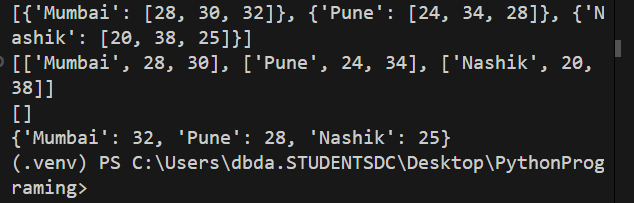 [{'Mumbai': [28, 30, 32]}, {'Pune': [24, 34, 28]}, {'N
ashik': [20, 38, 25]}]
[['Mumbai', 28, 30], ['Pune', 24, 34], ['Nashik', 20,
38]]
[]
{'Mumbai': 32, 'Pune': 28, 'Nashik': 25}
(.venv) PS C:\Users\dbda.STUDENTSDC\Desktop\PythonProg
raming>